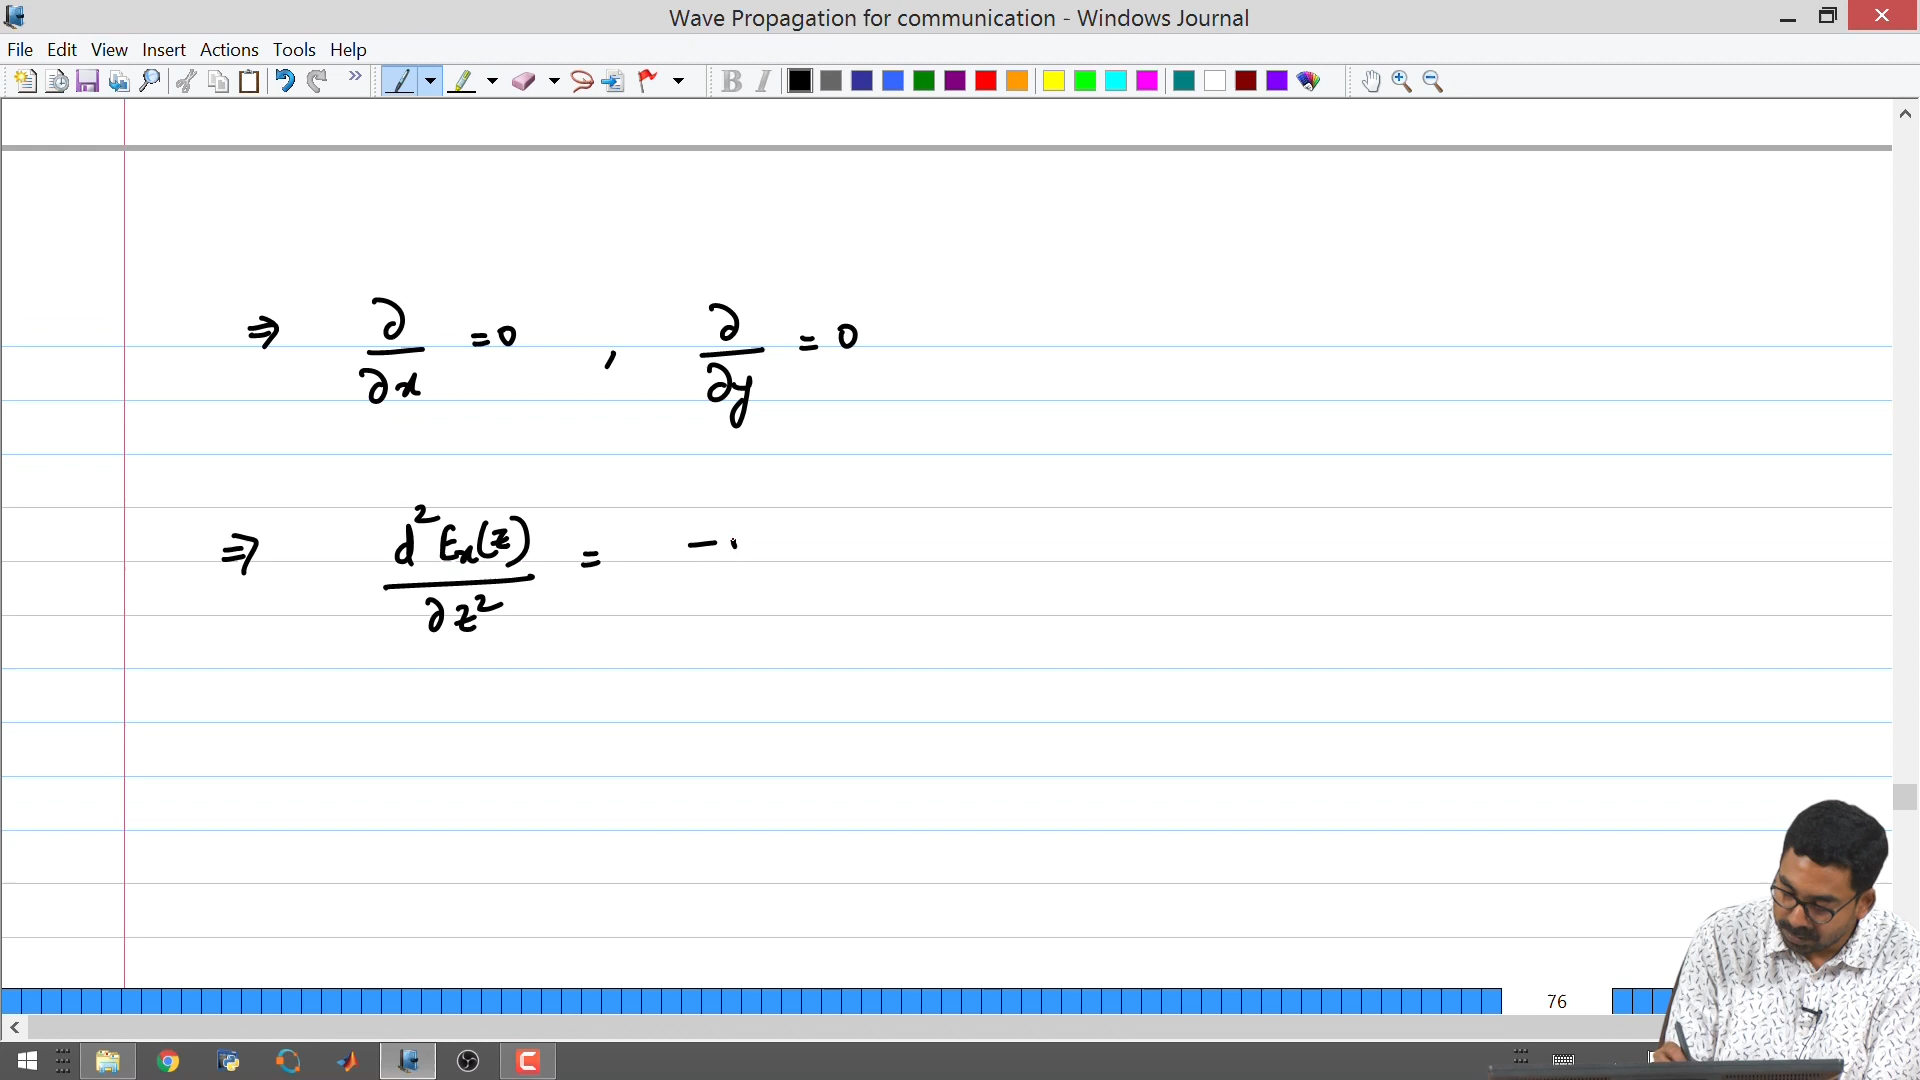 Wave Propagation for communication - Windows Journal
File Edit View Insert Actions Tools Help
B I
⇒ ∂/∂x = 0 , ∂/∂y = 0
⇒ d²Eₓ(z)/∂z² = −
76